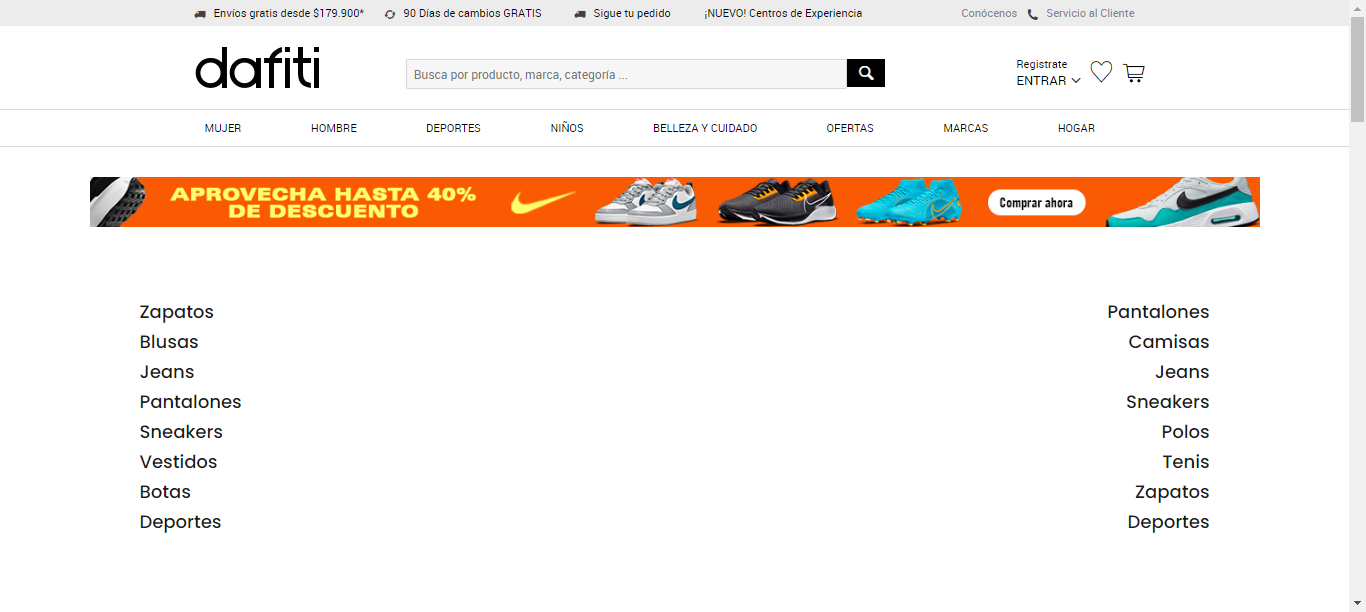 Envíos gratis desde $179.900* 90 Días de cambios GRATIS Sigue tu pedido ¡NUEVO! Centros de Experiencia Conócenos Servicio al Cliente
dafiti
Busca por producto, marca, categoría ...
Registrate
ENTRAR
MUJER HOMBRE DEPORTES NIÑOS BELLEZA Y CUIDADO OFERTAS MARCAS HOGAR
APROVECHA HASTA 40%
DE DESCUENTO
Comprar ahora
Zapatos
Blusas
Jeans
Pantalones
Sneakers
Vestidos
Botas
Deportes
Pantalones
Camisas
Jeans
Sneakers
Polos
Tenis
Zapatos
Deportes